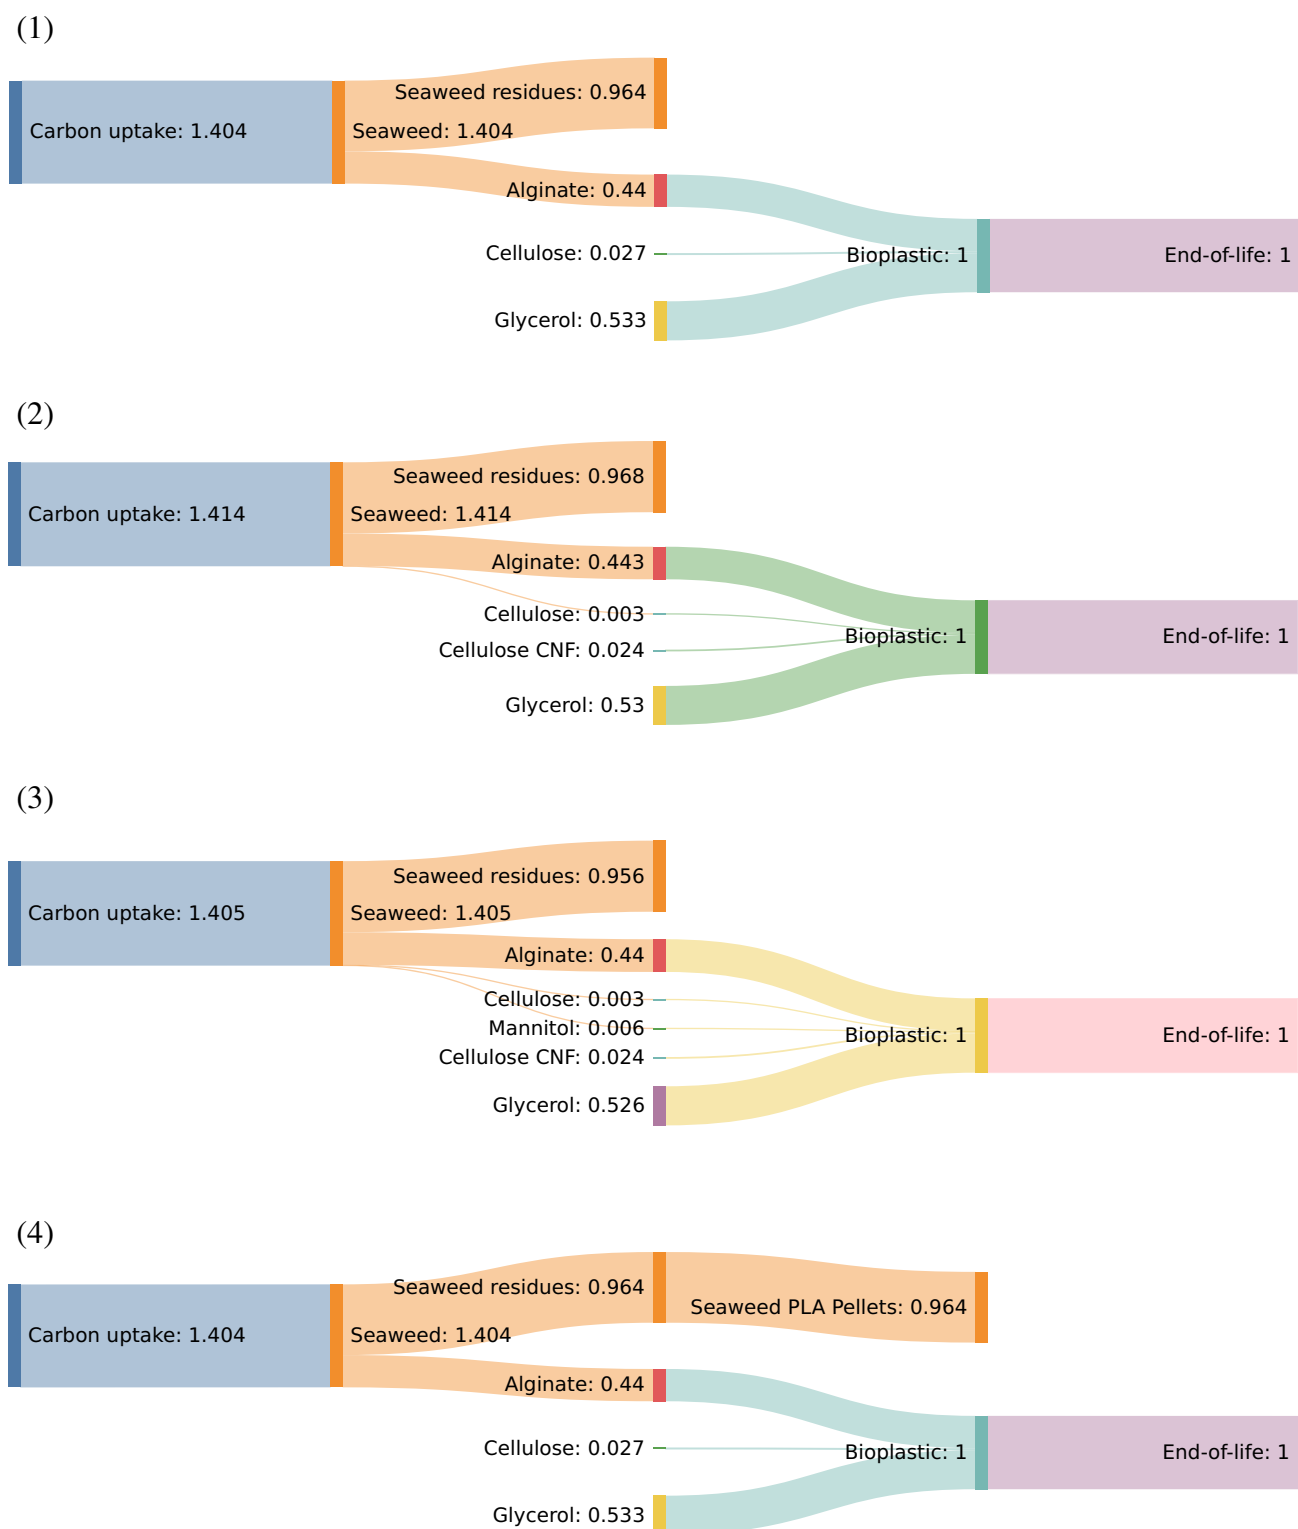 (1)
Seaweed residues: 0.964
Carbon uptake: 1.404
Seaweed: 1.404
Alginate: 0.44
Cellulose: 0.027
Bioplastic: 1
End-of-life: 1
Glycerol: 0.533
(2)
Seaweed residues: 0.968
Carbon uptake: 1.414
Seaweed: 1.414
Alginate: 0.443
Cellulose: 0.003
Bioplastic: 1
End-of-life: 1
Cellulose CNF: 0.024
Glycerol: 0.53
(3)
Seaweed residues: 0.956
Carbon uptake: 1.405
Seaweed: 1.405
Alginate: 0.44
Cellulose: 0.003
Mannitol: 0.006
Bioplastic: 1
End-of-life: 1
Cellulose CNF: 0.024
Glycerol: 0.526
(4)
Seaweed residues: 0.964
Seaweed PLA Pellets: 0.964
Carbon uptake: 1.404
Seaweed: 1.404
Alginate: 0.44
Cellulose: 0.027
Bioplastic: 1
End-of-life: 1
Glycerol: 0.533